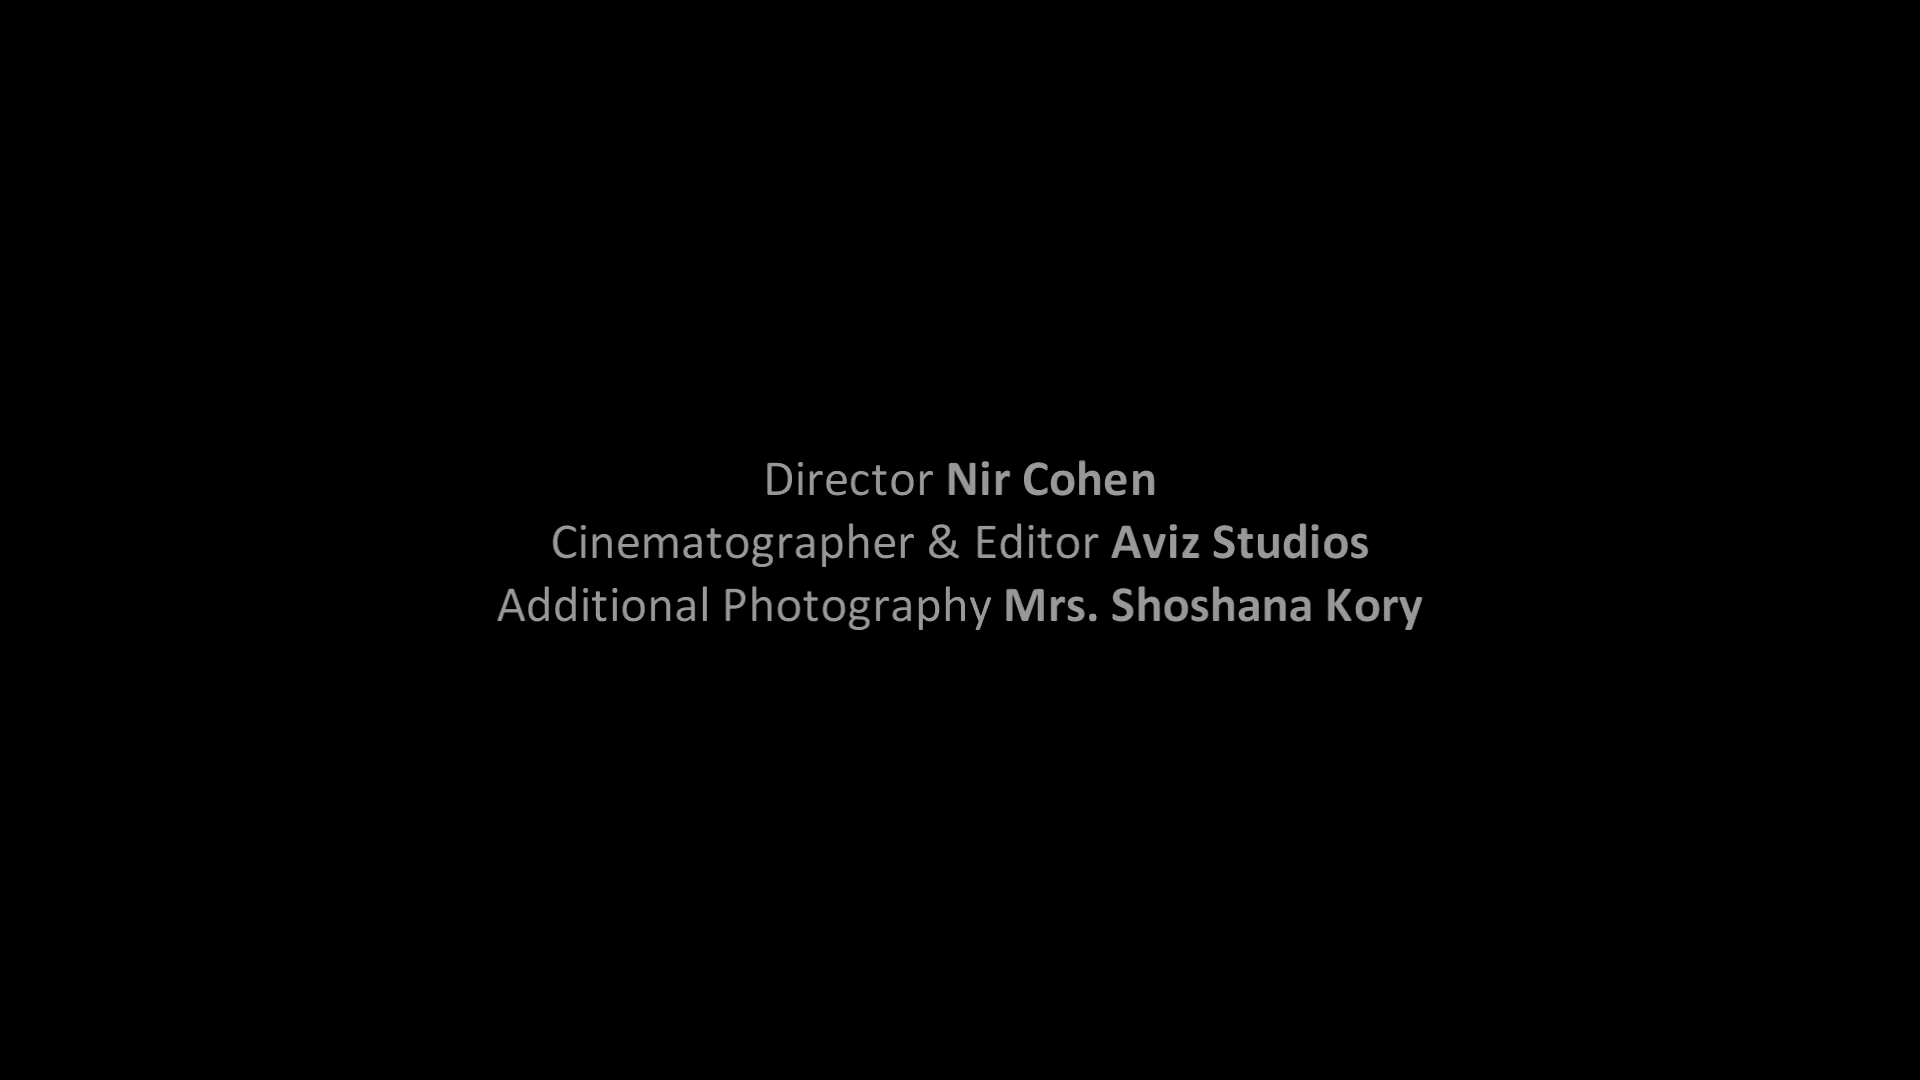 Director Nir Cohen
Cinematographer & Editor Aviz Studios
Additional Photography Mrs. Shoshana Kory